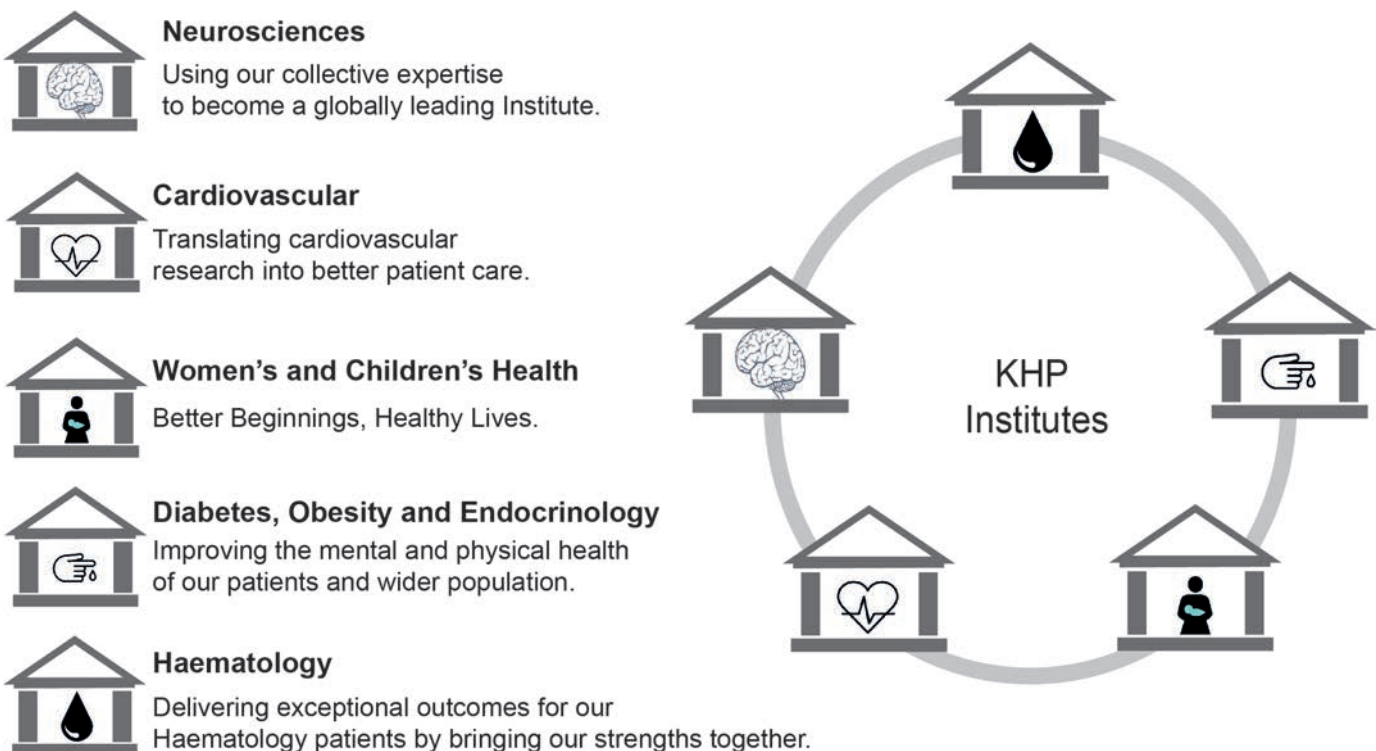 Neurosciences
Using our collective expertise
to become a globally leading Institute.
Cardiovascular
Translating cardiovascular
research into better patient care.
Women’s and Children’s Health
Better Beginnings, Healthy Lives.
Diabetes, Obesity and Endocrinology
Improving the mental and physical health
of our patients and wider population.
Haematology
Delivering exceptional outcomes for our
Haematology patients by bringing our strengths together.
KHP
Institutes